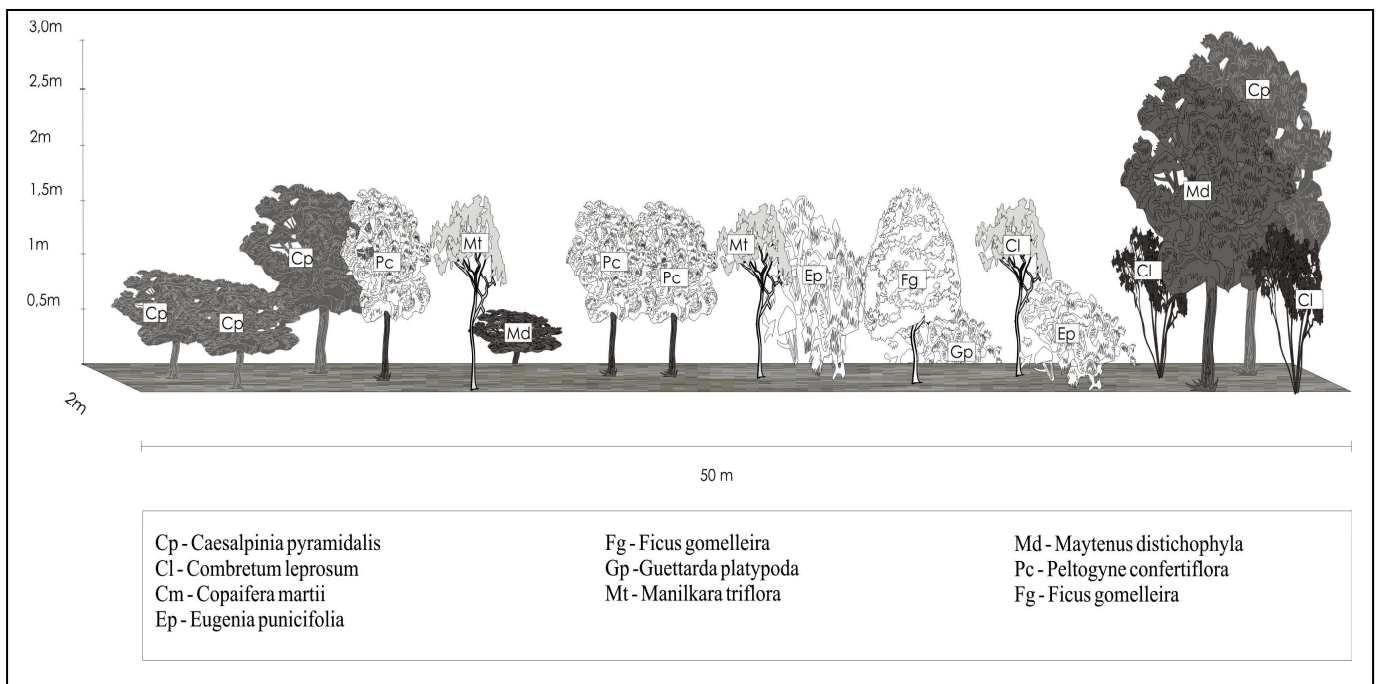 3,0m
2,5m
2m
1,5m
1m
0,5m
2m
Cp
Cp
Cp
Pc
Mt
Md
Pc
Pc
Mt
Ep
Fg
Gp
Cl
Ep
Cl
Md
Cp
Cl
50 m
Cp - Caesalpinia pyramidalis
Cl - Combretum leprosum
Cm - Copaifera martii
Ep - Eugenia punicifolia
Fg - Ficus gomelleira
Gp - Guettarda platypoda
Mt - Manilkara triflora
Md - Maytenus distichophyla
Pc - Peltogyne confertiflora
Fg - Ficus gomelleira